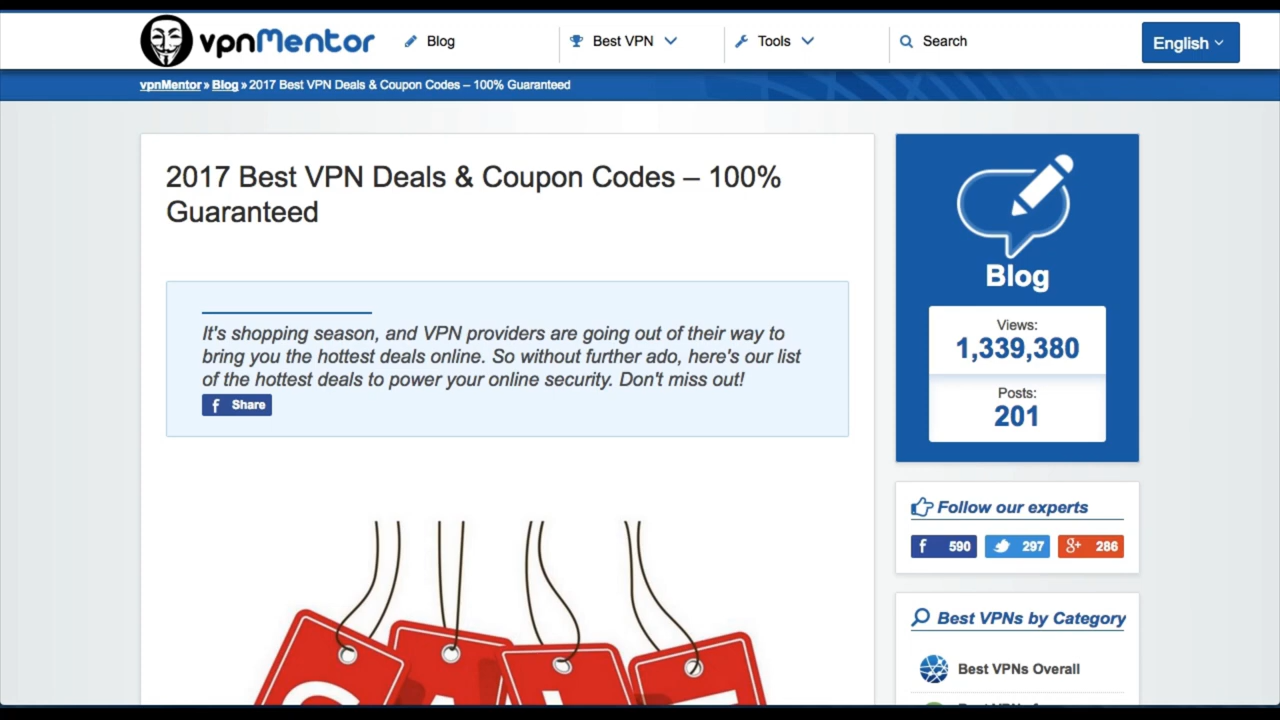 vpnMentor
Blog
Best VPN
Tools
Search
English
vpnMentor » Blog » 2017 Best VPN Deals & Coupon Codes – 100% Guaranteed
2017 Best VPN Deals & Coupon Codes – 100%
Guaranteed
It's shopping season, and VPN providers are going out of their way to
bring you the hottest deals online. So without further ado, here's our list
of the hottest deals to power your online security. Don't miss out!
f Share
Blog
Views:
1,339,380
Posts:
201
Follow our experts
f 590
297
g+ 286
Best VPNs by Category
Best VPNs Overall